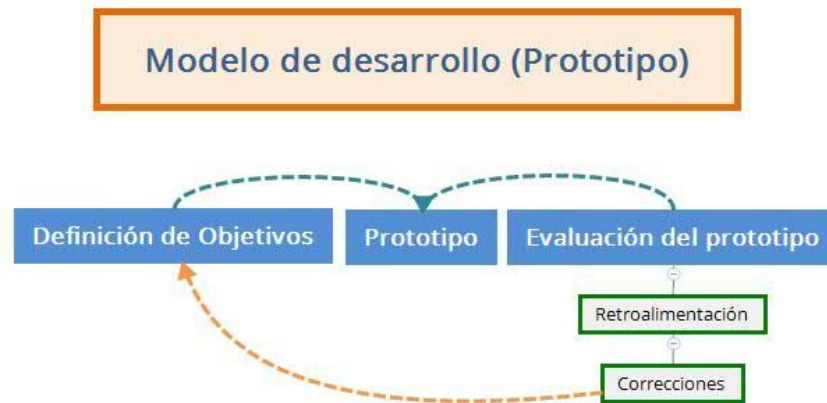 Modelo de desarrollo (Prototipo)
Definición de Objetivos
Prototipo
Evaluación del prototipo
Retroalimentación
Correcciones